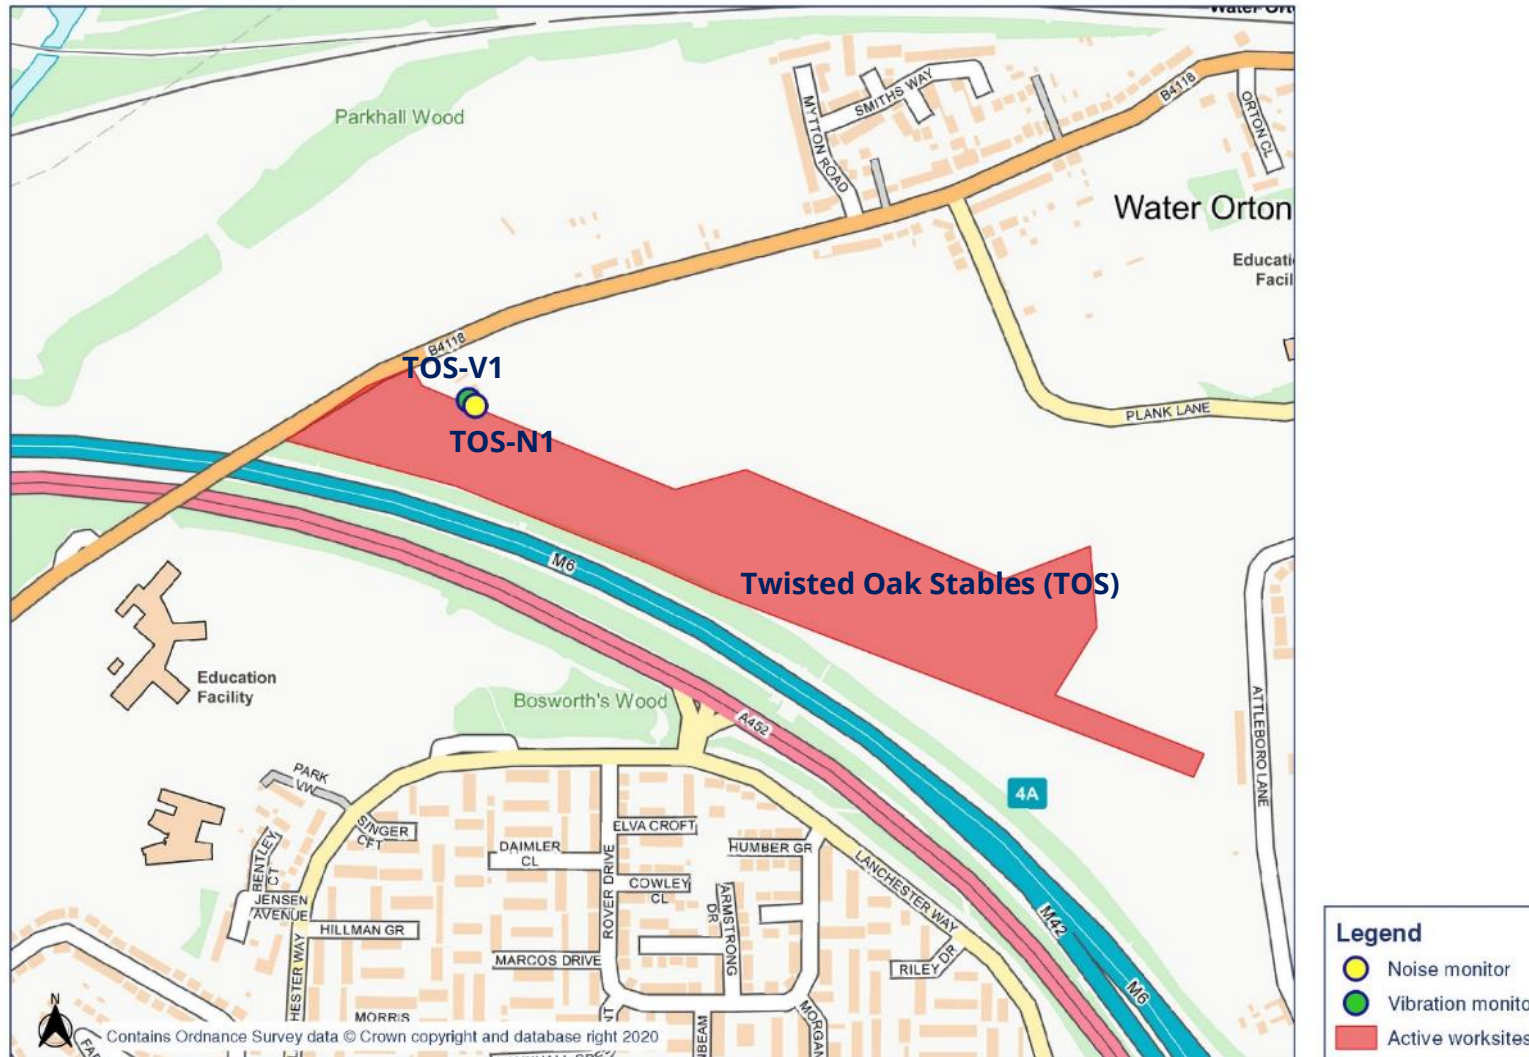 Parkhall Wood
MYTTON ROAD
SMITHS WAY
B4118
ORTON CL
Water Orton
B4118
TOS-V1
TOS-N1
PLANK LANE
M6
Twisted Oak Stables (TOS)
Education
Facility
Bosworth's Wood
A452
ATTLEBORO LANE
4A
PARK
VW
SINGER
CFT
BENTLEY
CT
JENSEN
AVENUE
HILLMAN GR
DAIMLER
CL
ROVER DRIVE
ELVA CROFT
COWLEY
CL
HUMBER GR
ARMSTRONG
DR
LANCHESTER WAY
MARCOS DRIVE
RILEY DR
M42
M6
MORRIS
MORGAN
N
Contains Ordnance Survey data © Crown copyright and database right 2020
Legend
Noise monitor
Vibration monito
Active worksites